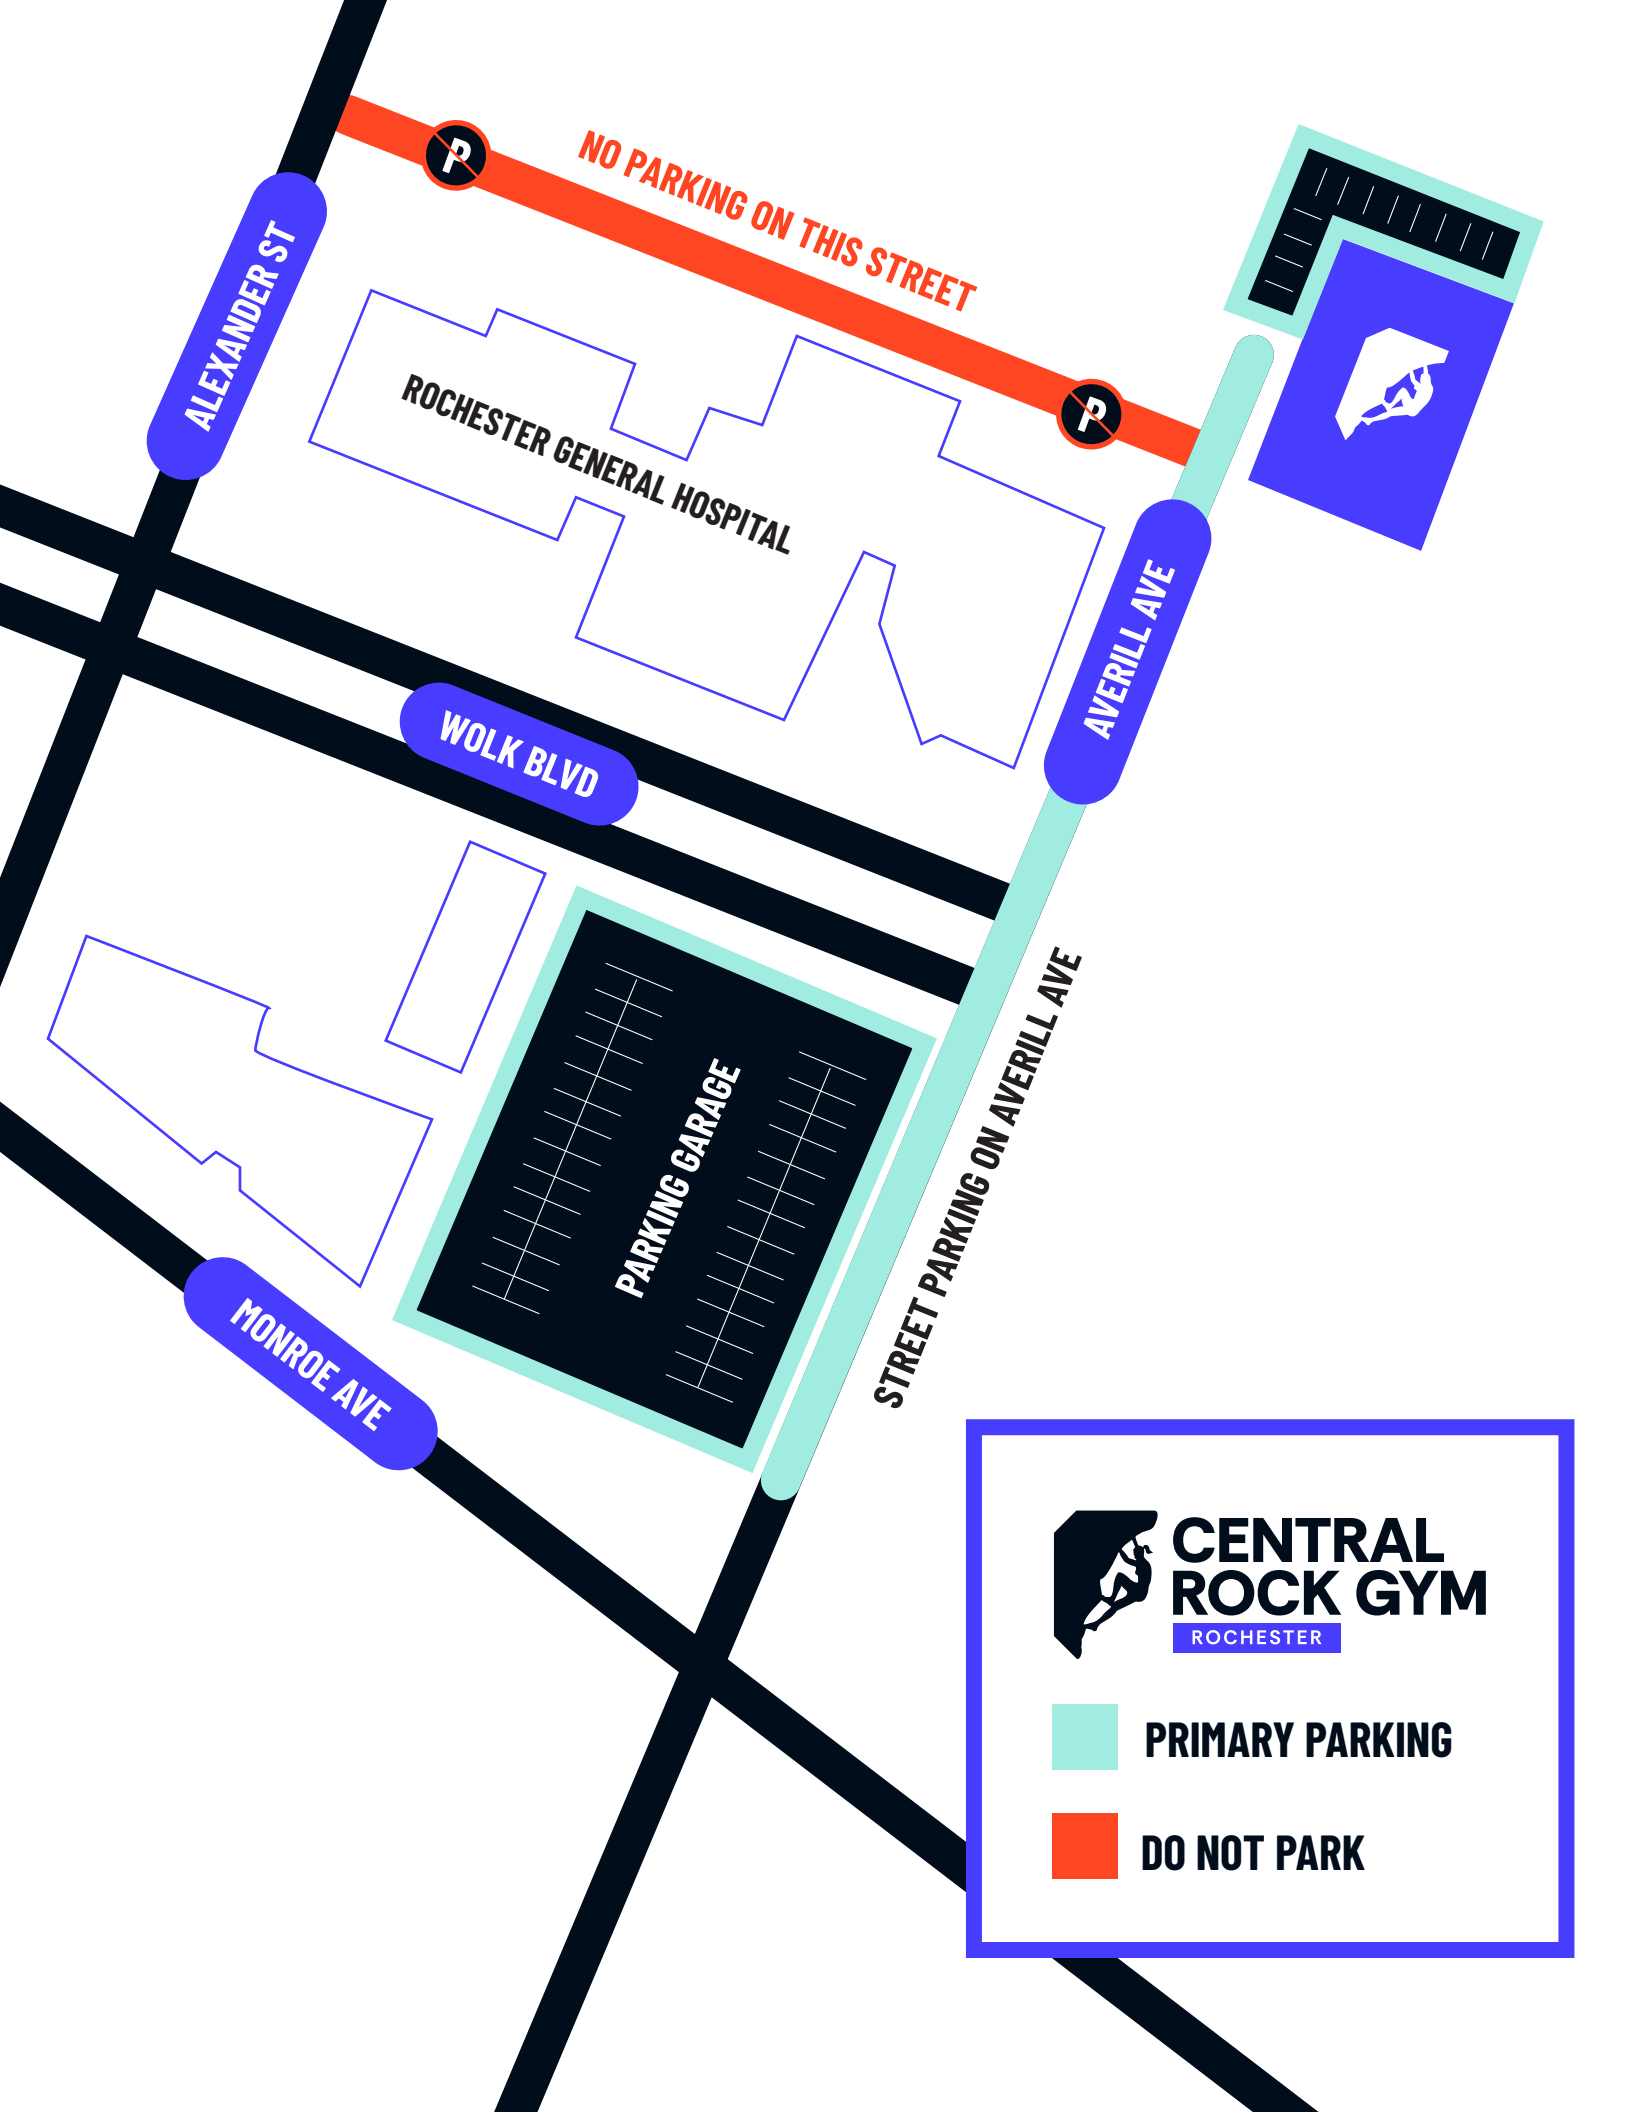 NO PARKING ON THIS STREET
P
P
ALEXANDER ST
ROCHESTER GENERAL HOSPITAL
AVERILL AVE
WOLK BLVD
PARKING GARAGE
STREET PARKING ON AVERILL AVE
MONROE AVE
CENTRAL
ROCK GYM
ROCHESTER
PRIMARY PARKING
DO NOT PARK